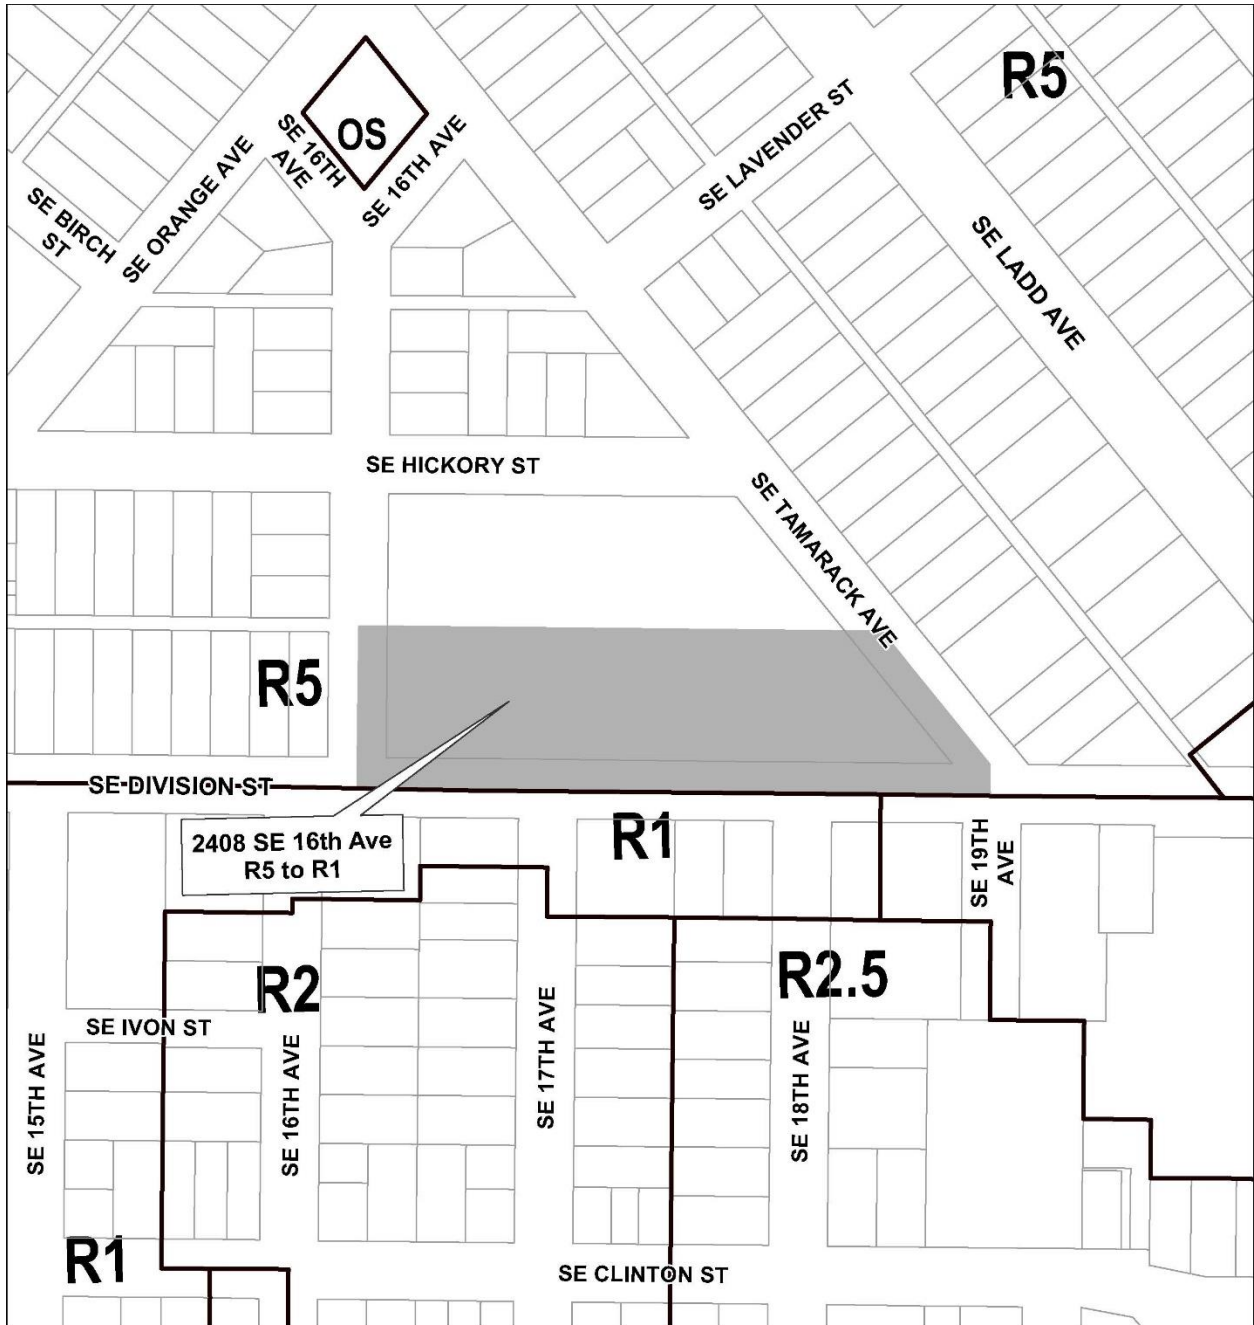 R5
OS
SE 16TH
AVE
SE 16TH AVE
SE LAVENDER ST
SE ORANGE AVE
SE BIRCH
ST
SE LADD AVE
SE HICKORY ST
SE TAMARACK AVE
R5
SE DIVISION ST
2408 SE 16th Ave
R5 to R1
R1
SE 19TH
AVE
R2
R2.5
SE IVON ST
SE 15TH AVE
SE 16TH AVE
SE 17TH AVE
SE 18TH AVE
R1
SE CLINTON ST